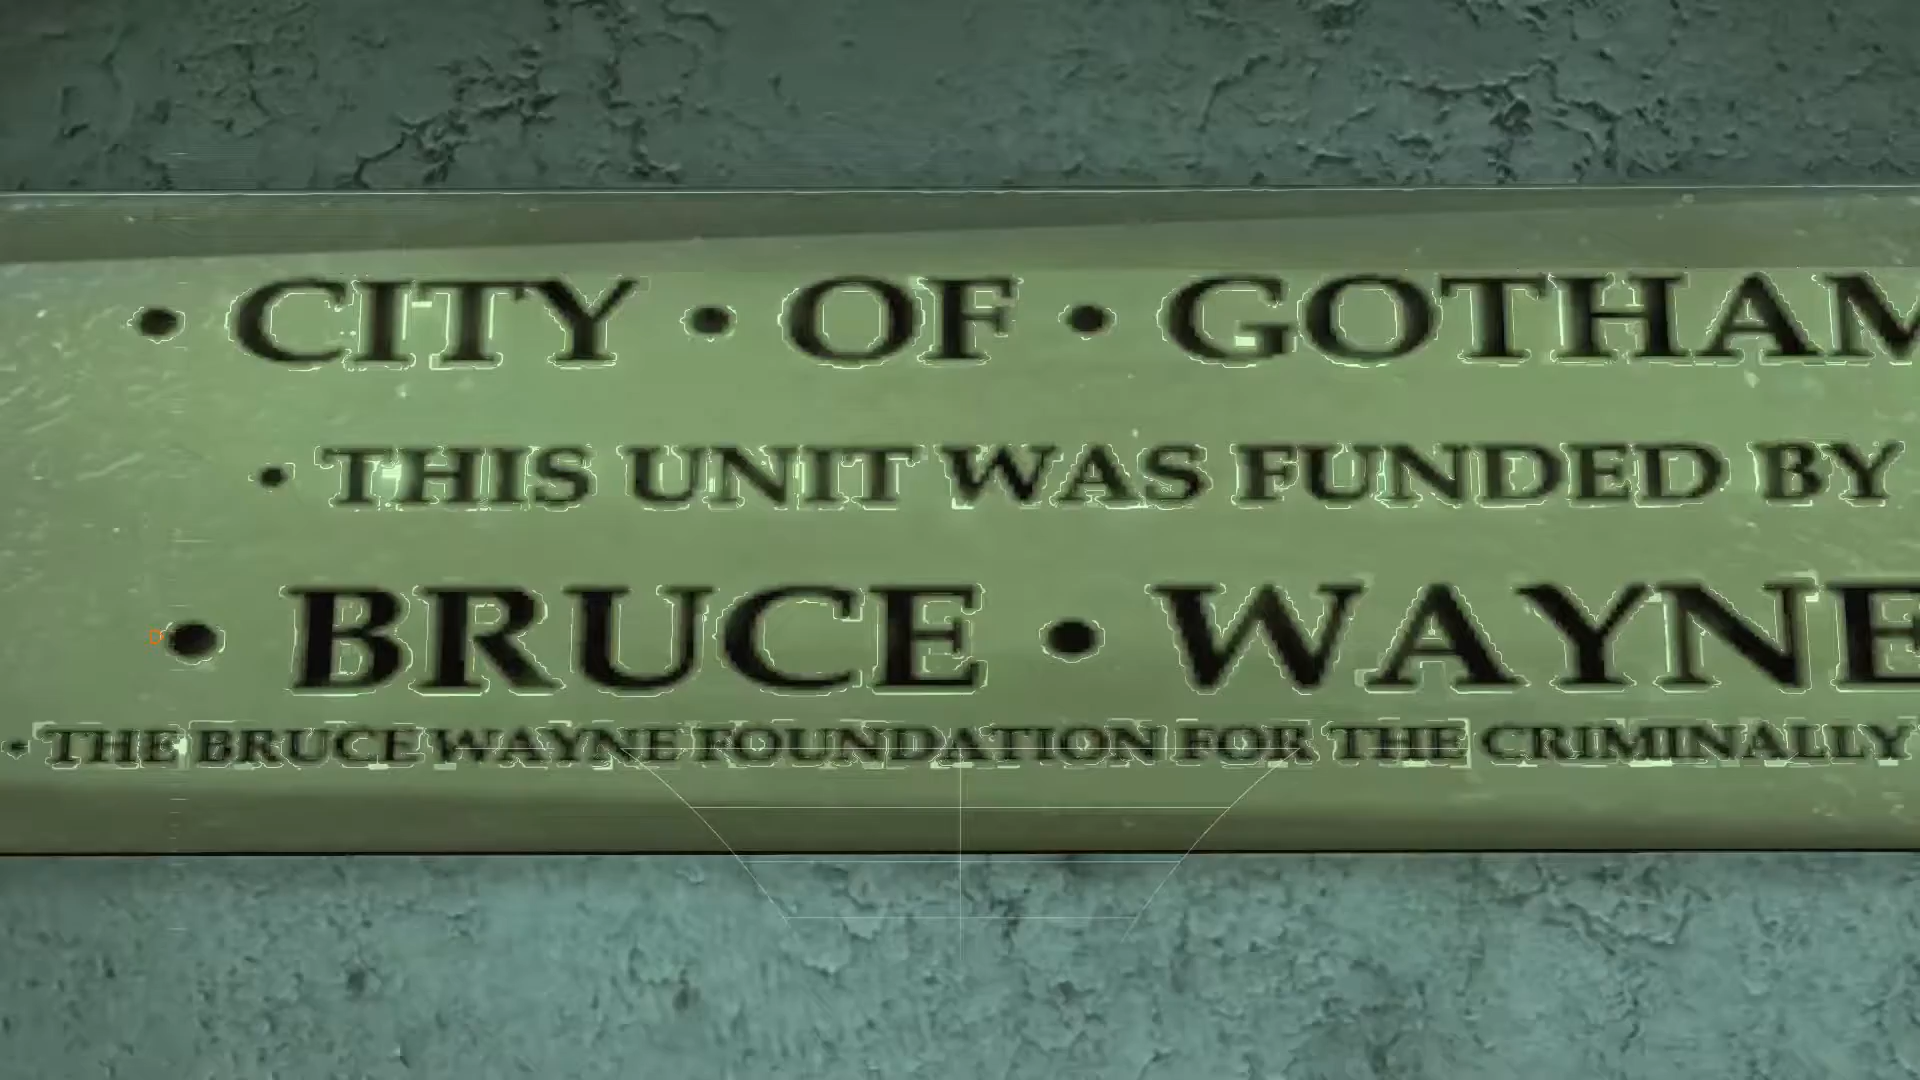 • CITY • OF • GOTHAM
• THIS UNIT WAS FUNDED BY
• BRUCE • WAYNE
• THE BRUCE WAYNE FOUNDATION FOR THE CRIMINALLY